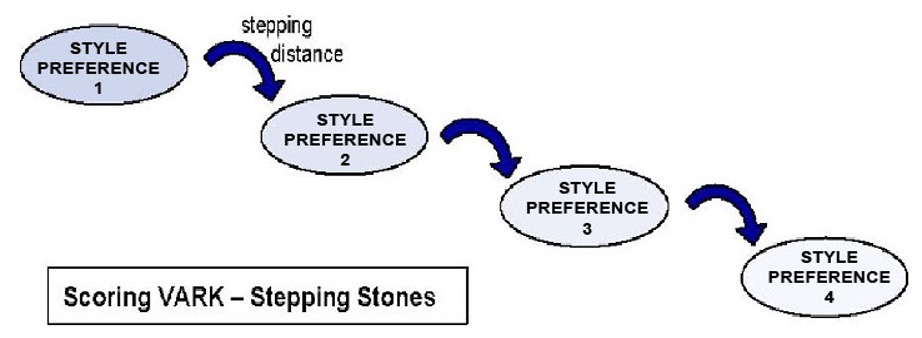 stepping
distance
STYLE
PREFERENCE
1
STYLE
PREFERENCE
2
STYLE
PREFERENCE
3
STYLE
PREFERENCE
4
Scoring VARK – Stepping Stones